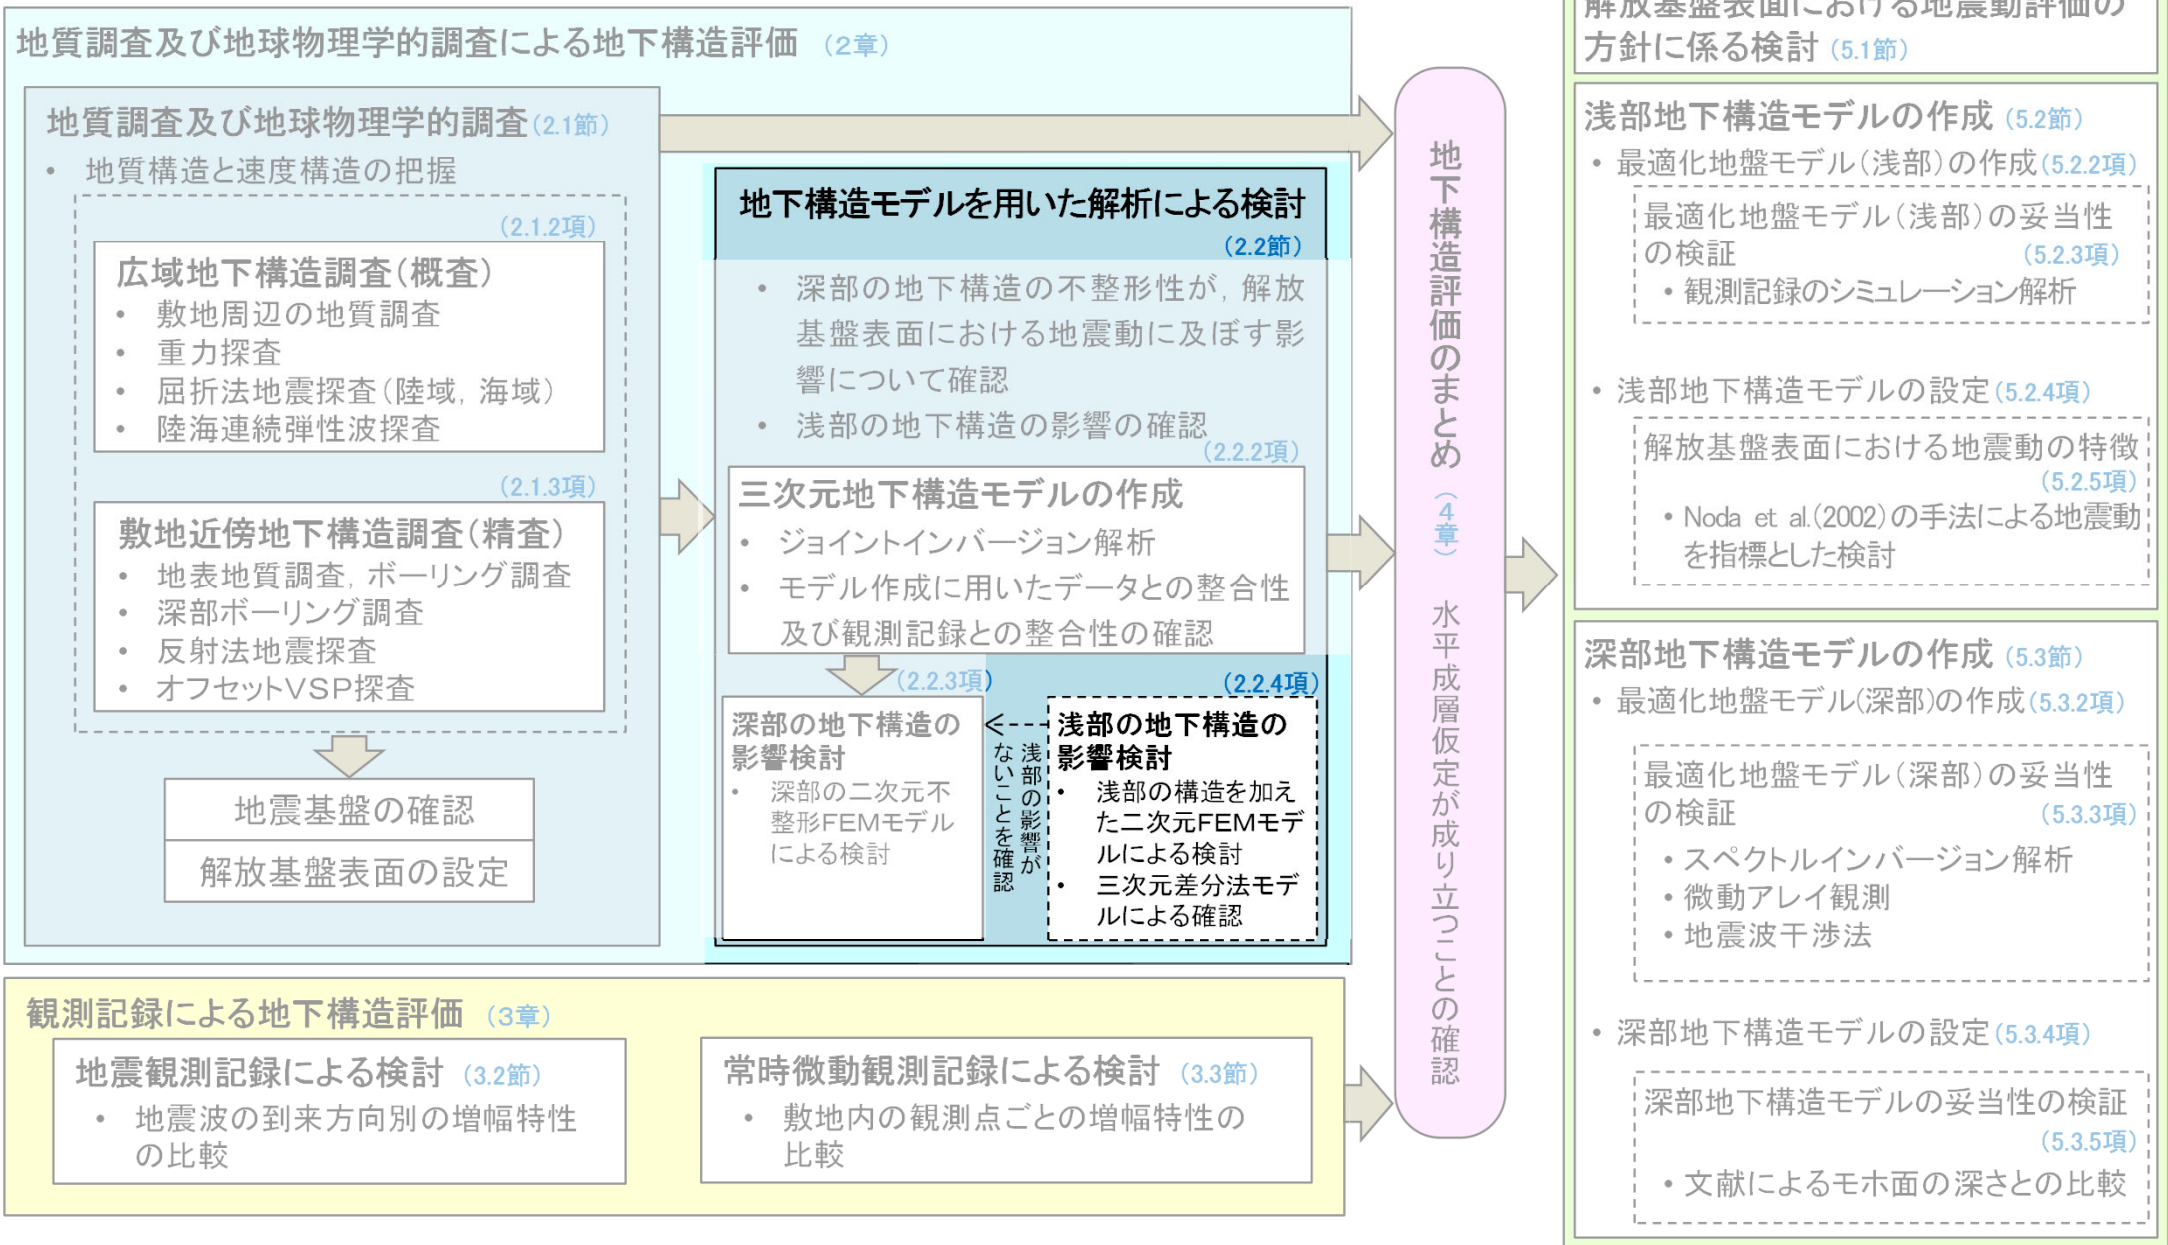 地質調査及び地球物理学的調査による地下構造評価 (2章)
地質調査及び地球物理学的調査(2.1節)
• 地質構造と速度構造の把握
(2.1.2項)
広域地下構造調査(概査)
• 敷地周辺の地質調査
• 重力探査
• 屈折法地震探査(陸域, 海域)
• 陸海連続弾性波探査
(2.1.3項)
敷地近傍地下構造調査(精査)
• 地表地質調査, ボーリング調査
• 深部ボーリング調査
• 反射法地震探査
• オフセットVSP探査
地震基盤の確認
解放基盤表面の設定
地下構造モデルを用いた解析による検討
(2.2節)
• 深部の地下構造の不整形性が, 解放
基盤表面における地震動に及ぼす影
響について確認
• 浅部の地下構造の影響の確認
(2.2.2項)
三次元地下構造モデルの作成
• ジョイントインバージョン解析
• モデル作成に用いたデータとの整合性
及び観測記録との整合性の確認
(2.2.3項)
深部の地下構造の
影響検討
• 深部の二次元不
整形FEMモデル
による検討
浅部の影響が
ないことを確認
(2.2.4項)
浅部の地下構造の
影響検討
• 浅部の構造を加え
た二次元FEMモデ
ルによる検討
• 三次元差分法モデ
ルによる確認
観測記録による地下構造評価 (3章)
地震観測記録による検討 (3.2節)
• 地震波の到来方向別の増幅特性
の比較
常時微動観測記録による検討 (3.3節)
• 敷地内の観測点ごとの増幅特性の
比較
地下構造評価のまとめ (4章) 水平成層仮定が成り立つことの確認
解放基盤表面における地震動評価の
方針に係る検討 (5.1節)
浅部地下構造モデルの作成 (5.2節)
• 最適化地盤モデル(浅部)の作成(5.2.2項)
最適化地盤モデル(浅部)の妥当性
の検証 (5.2.3項)
• 観測記録のシミュレーション解析
• 浅部地下構造モデルの設定(5.2.4項)
解放基盤表面における地震動の特徴
(5.2.5項)
• Noda et al.(2002)の手法による地震動
を指標とした検討
深部地下構造モデルの作成 (5.3節)
• 最適化地盤モデル(深部)の作成(5.3.2項)
最適化地盤モデル(深部)の妥当性
の検証 (5.3.3項)
• スペクトルインバージョン解析
• 微動アレイ観測
• 地震波干渉法
• 深部地下構造モデルの設定(5.3.4項)
深部地下構造モデルの妥当性の検証
(5.3.5項)
• 文献によるモホ面の深さとの比較